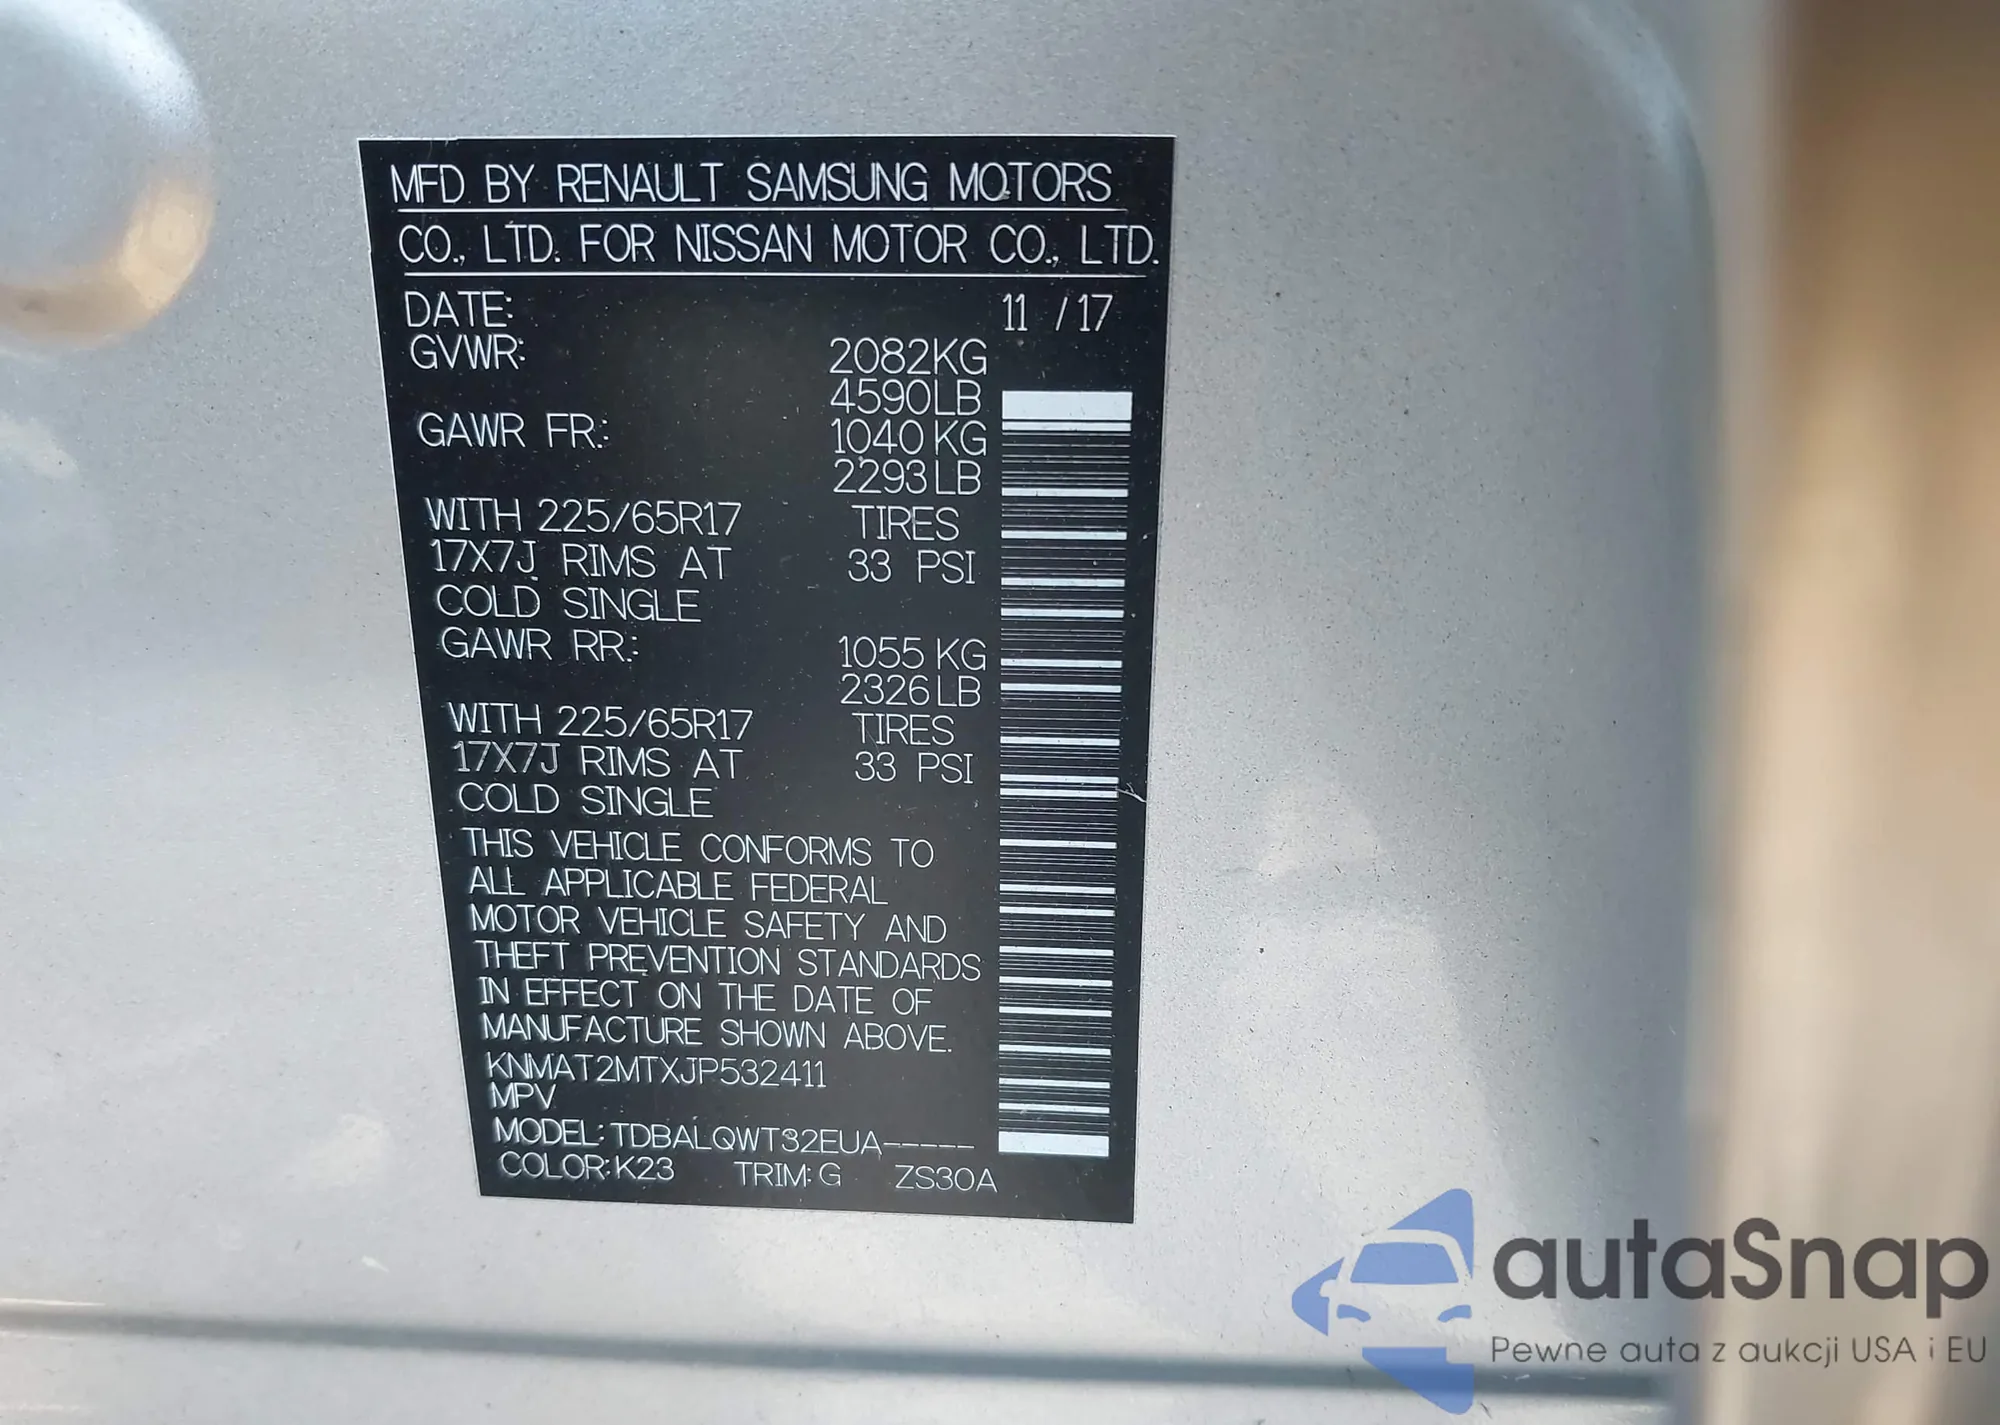 MFD BY RENAULT SAMSUNG MOTORS
CO., LTD. FOR NISSAN MOTOR CO., LTD.
DATE: 11 / 17
GVWR: 2082KG
4590LB
GAWR FR.: 1040 KG
2293 LB
WITH 225/65R17 TIRES
17X7J RIMS AT 33 PSI
COLD SINGLE
GAWR RR.: 1055 KG
2326 LB
WITH 225/65R17 TIRES
17X7J RIMS AT 33 PSI
COLD SINGLE
THIS VEHICLE CONFORMS TO
ALL APPLICABLE FEDERAL
MOTOR VEHICLE SAFETY AND
THEFT PREVENTION STANDARDS
IN EFFECT ON THE DATE OF
MANUFACTURE SHOWN ABOVE.
KNMAT2MTXJP532411
MPV
MODEL: TDBALQWT32EUA-----
COLOR: K23 TRIM: G ZS30A
autaSnap
Pewne auta z aukcji USA i EU